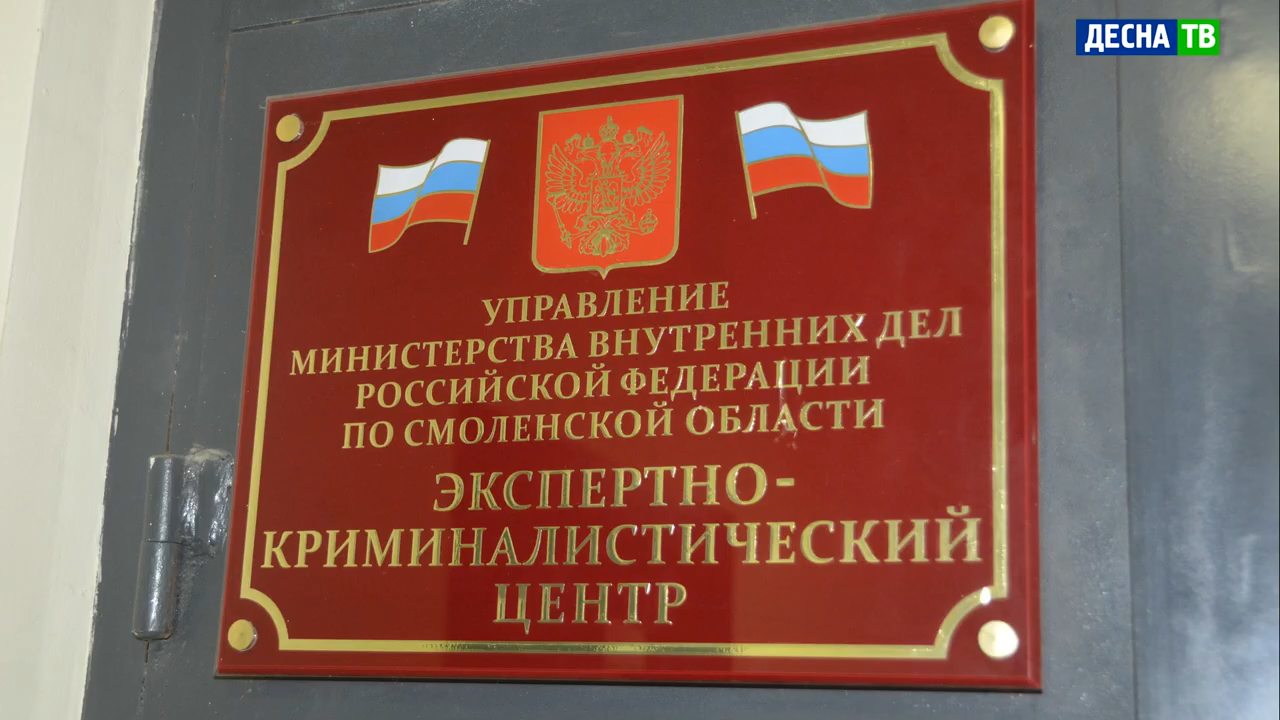 ДЕСНА ТВ
УПРАВЛЕНИЕ
МИНИСТЕРСТВА ВНУТРЕННИХ ДЕЛ
РОССИЙСКОЙ ФЕДЕРАЦИИ
ПО СМОЛЕНСКОЙ ОБЛАСТИ
ЭКСПЕРТНО-
КРИМИНАЛИСТИЧЕСКИЙ
ЦЕНТР